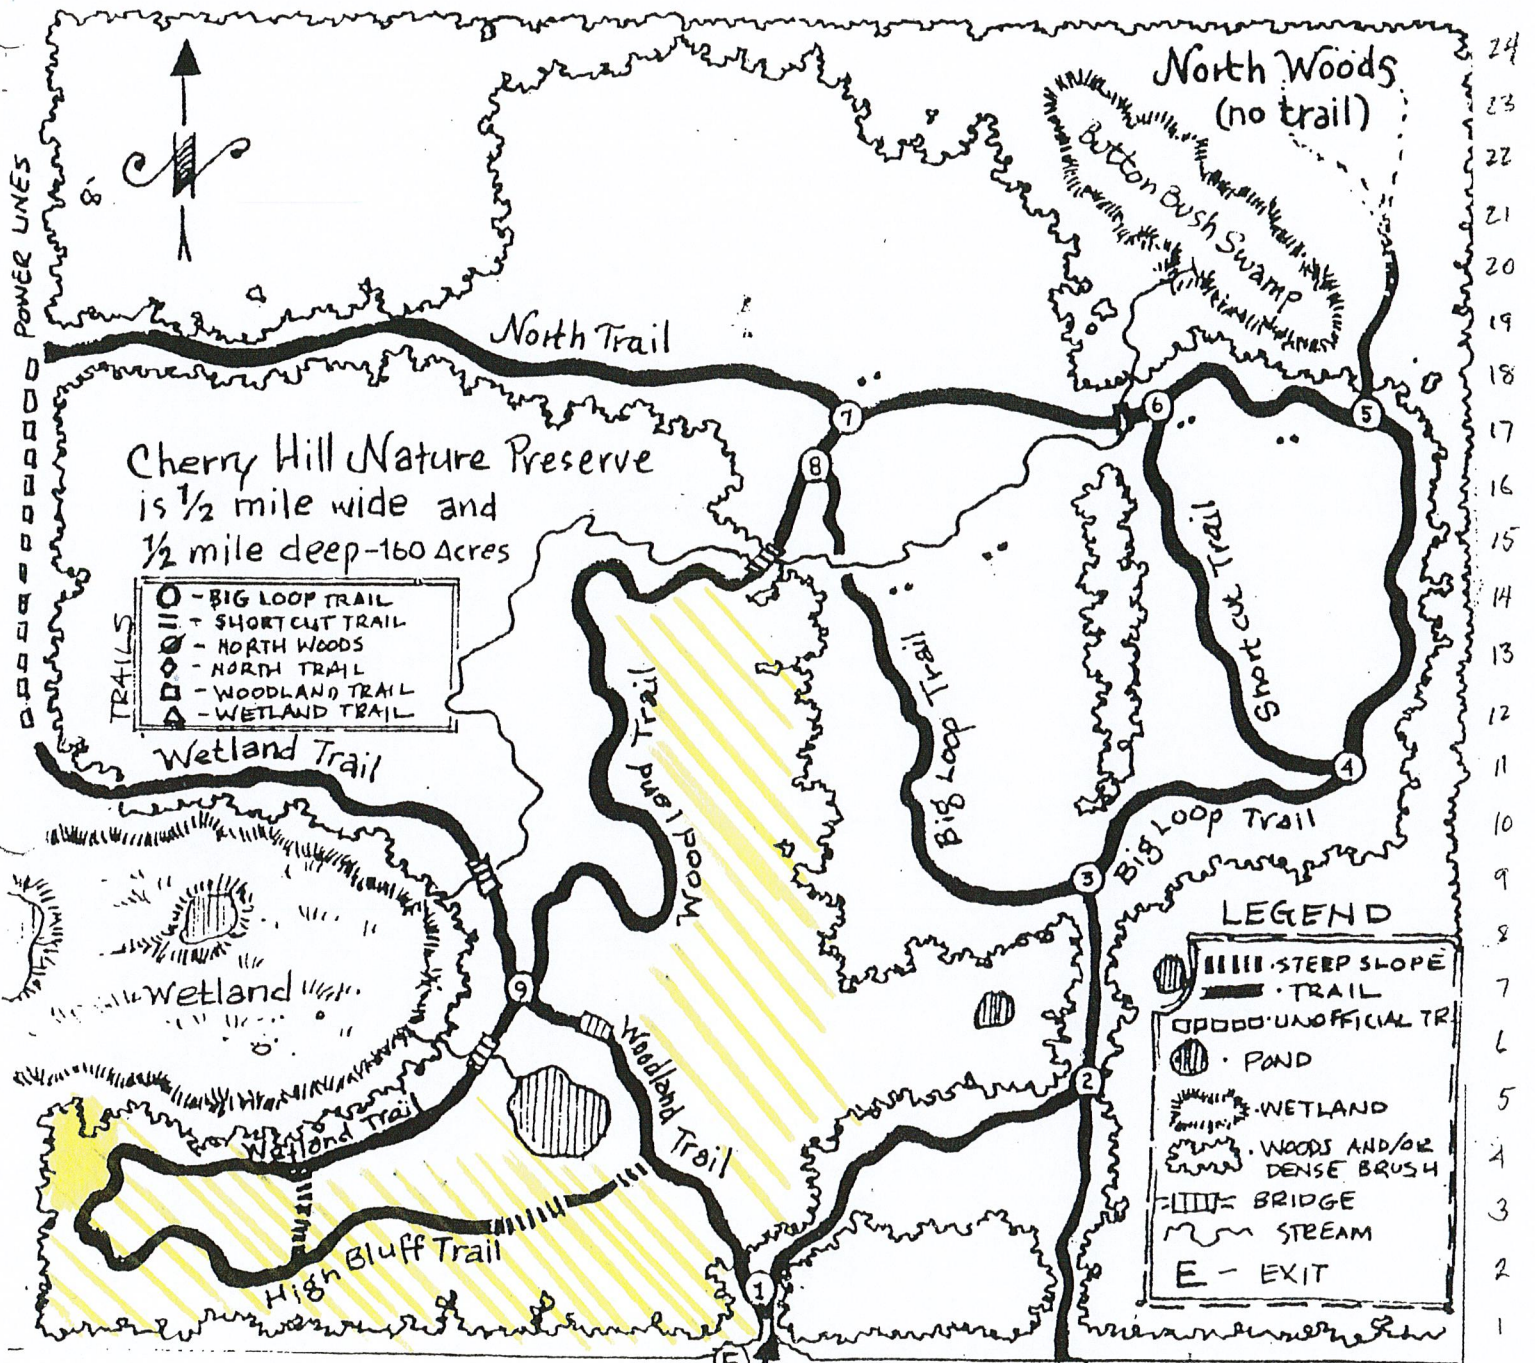 North Woods
(no trail)
Button Bush Swamp
POWER LINES
North Trail
Cherry Hill Nature Preserve
is 1/2 mile wide and
1/2 mile deep-160 Acres
TRAILS
- BIG LOOP TRAIL
- SHORTCUT TRAIL
- NORTH WOODS
- NORTH TRAIL
- WOODLAND TRAIL
- WETLAND TRAIL
Wetland Trail
Woodland Trail
Big Loop Trail
Short cut Trail
Big Loop Trail
Wetland
Wetland Trail
Woodland Trail
High Bluff Trail
1
2
3
4
5
6
7
8
9
E
LEGEND
STEEP SLOPE
TRAIL
UNOFFICIAL TR.
POND
WETLAND
WOODS AND/OR
DENSE BRUSH
BRIDGE
STREAM
E - EXIT
24
23
22
21
20
19
18
17
16
15
14
13
12
11
10
9
8
7
6
5
4
3
2
1